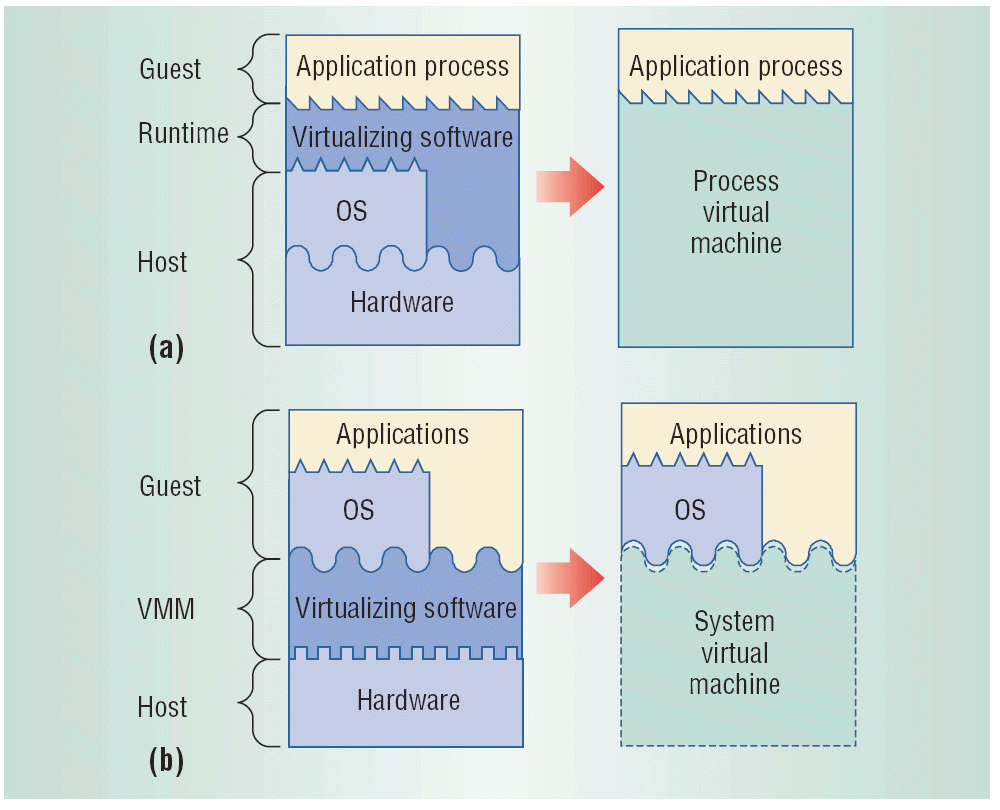 Guest
Application process
Application process
Runtime
Virtualizing software
OS
Process
virtual
machine
Host
Hardware
(a)
Applications
Applications
Guest
OS
OS
VMM
Virtualizing software
System
virtual
machine
Host
Hardware
(b)